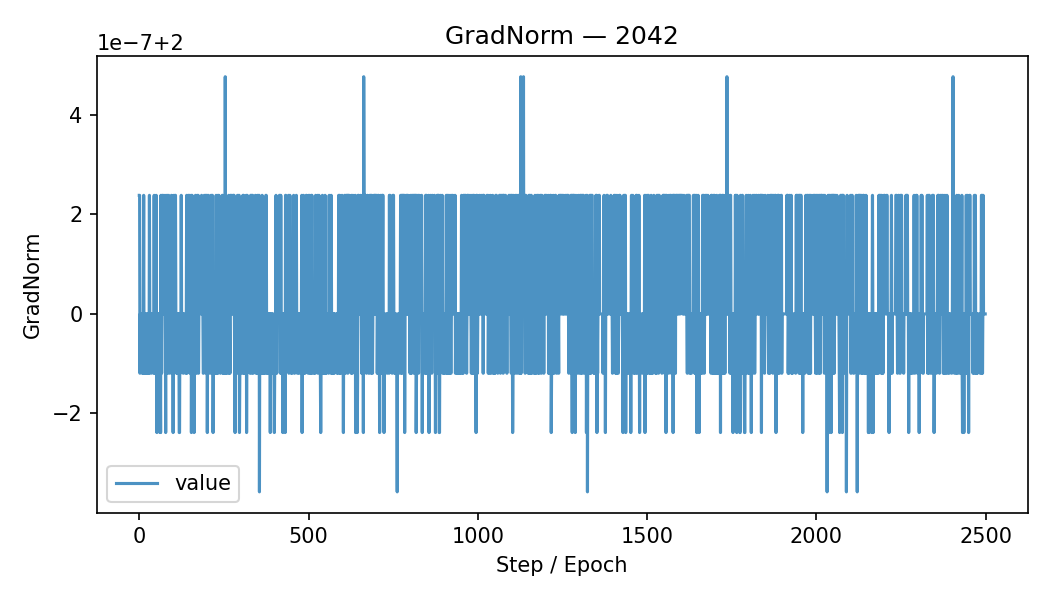 GradNorm — 2042
1e−7+2
4
2
0
−2
GradNorm
value
0 500 1000 1500 2000 2500
Step / Epoch